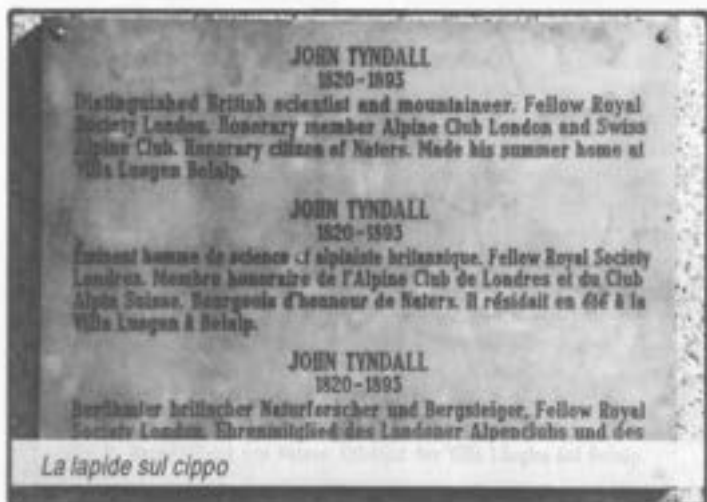 JOHN TYNDALL
1820-1893
Distinguished British scientist and mountaineer. Fellow Royal
Society London. Honorary member Alpine Club London and Swiss
Alpine Club. Honorary citizen of Naters. Made his summer home at
Villa Lusgen Belalp.
JOHN TYNDALL
1820-1893
Éminent homme de science et alpiniste britannique. Fellow Royal Society
Londres. Membre honoraire de l'Alpine Club de Londres et du Club
Alpin Suisse. Bourgeois d'honneur de Naters. Il résidait en été à la
Villa Lusgen à Belalp.
JOHN TYNDALL
1820-1893
Berühmter britischer Naturforscher und Bergsteiger. Fellow Royal
Society London. Ehrenmitglied des Londoner Alpenclubs und des
der Villa Lusgen auf Belalp.
La lapide sul cippo